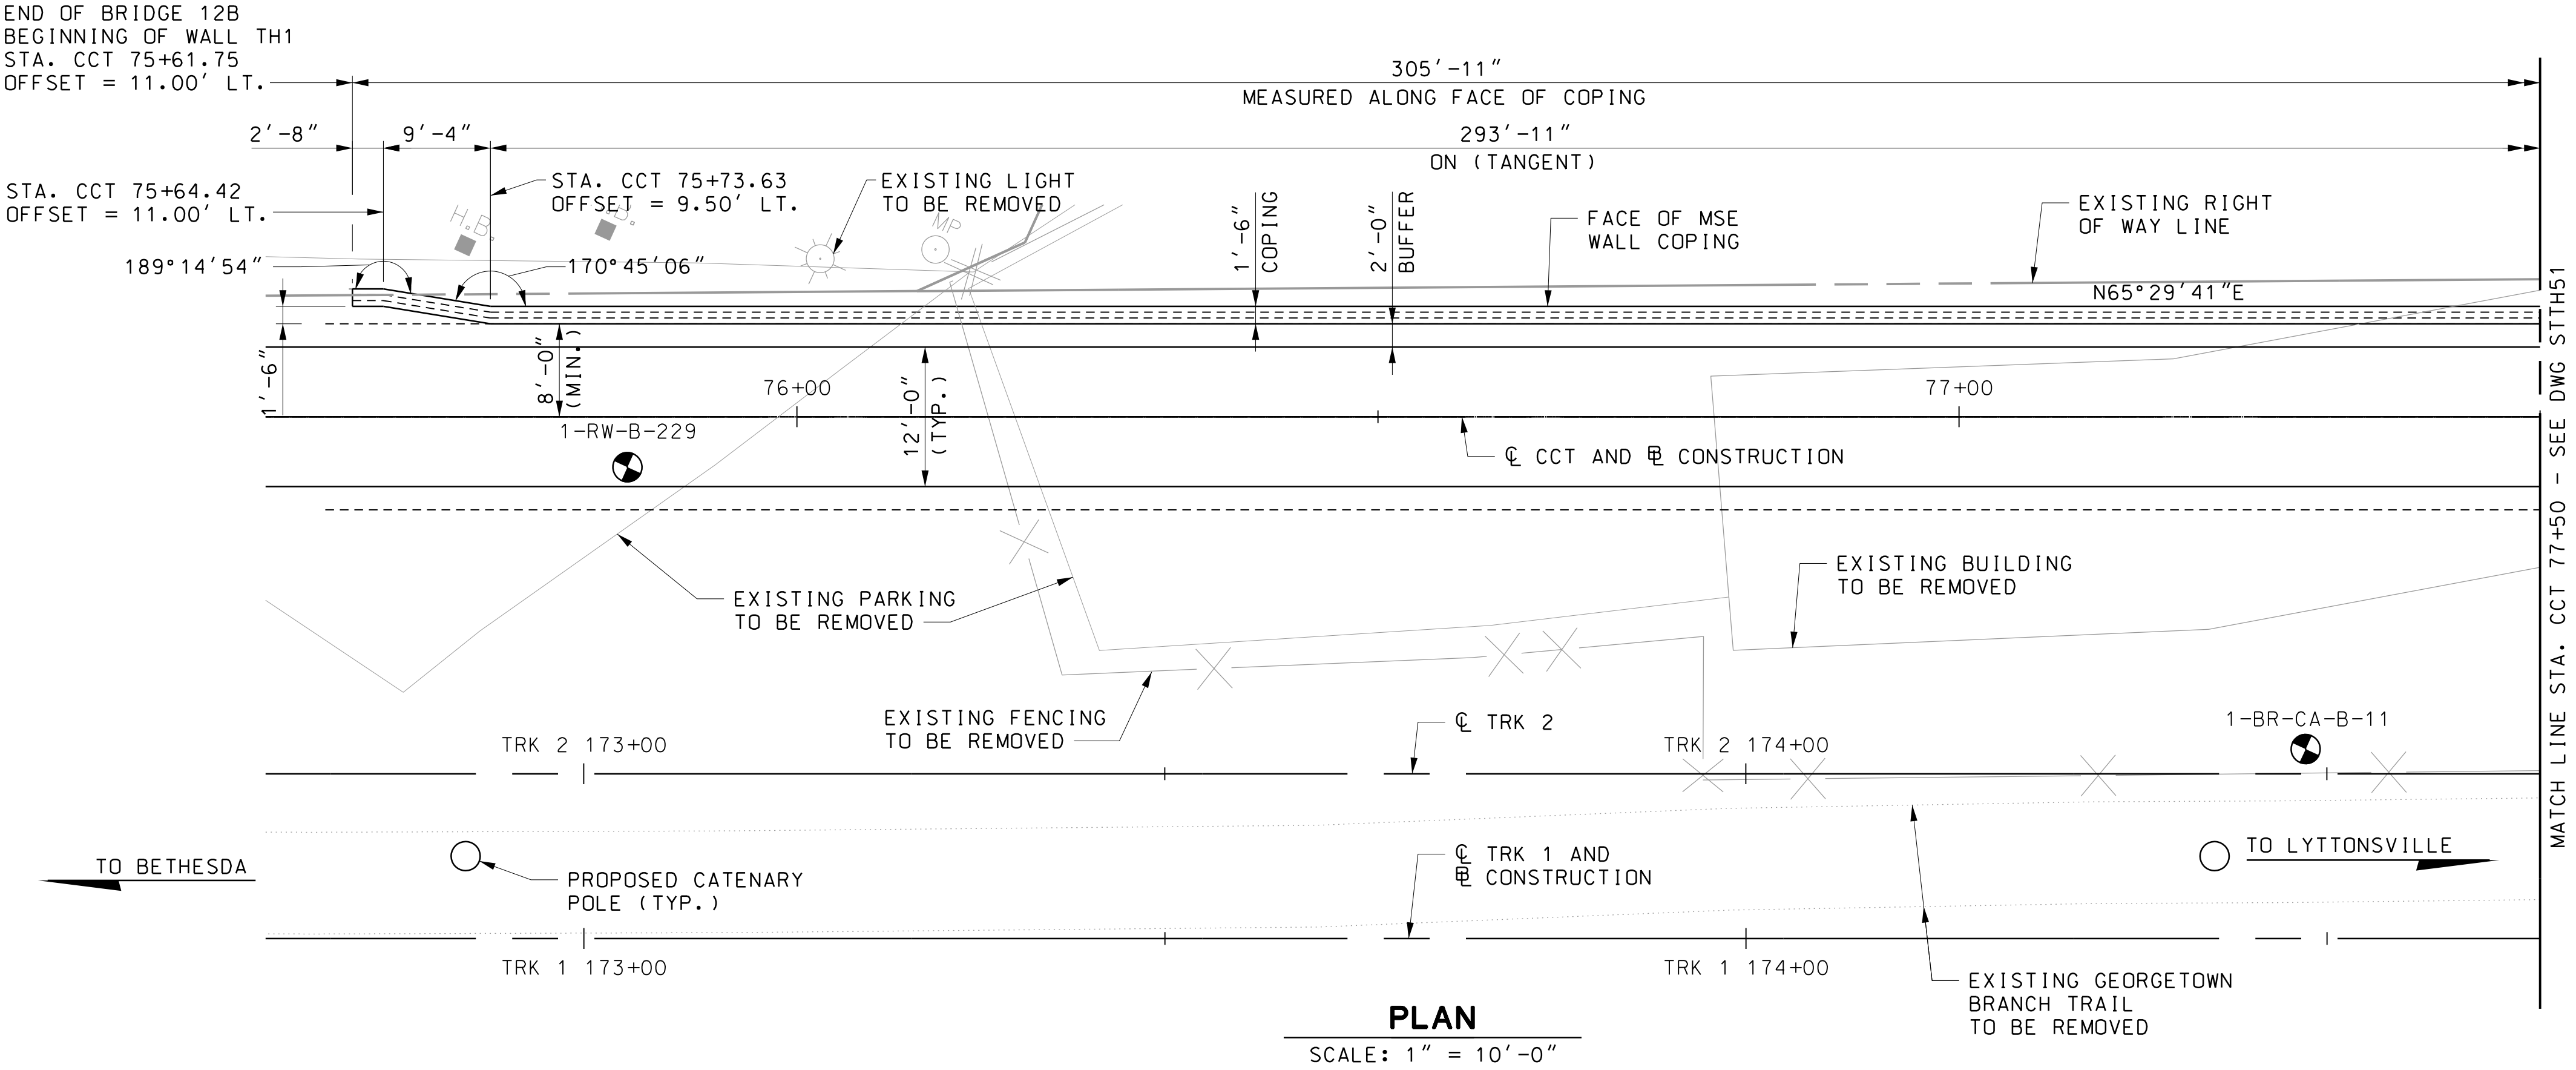 END OF BRIDGE 12B
BEGINNING OF WALL TH1
STA. CCT 75+61.75
OFFSET = 11.00' LT.
305'-11"
MEASURED ALONG FACE OF COPING
2'-8"
9'-4"
293'-11"
ON (TANGENT)
STA. CCT 75+64.42
OFFSET = 11.00' LT.
STA. CCT 75+73.63
OFFSET = 9.50' LT.
EXISTING LIGHT
TO BE REMOVED
H.B.
MP
1'-6"
COPING
2'-0"
BUFFER
FACE OF MSE
WALL COPING
EXISTING RIGHT
OF WAY LINE
189°14'54"
170°45'06"
N65°29'41"E
1'-6"
8'-0"
(MIN.)
12'-0"
(TYP.)
76+00
77+00
1-RW-B-229
℄ CCT AND BL CONSTRUCTION
EXISTING PARKING
TO BE REMOVED
EXISTING BUILDING
TO BE REMOVED
EXISTING FENCING
TO BE REMOVED
℄ TRK 2
TRK 2 173+00
TRK 2 174+00
1-BR-CA-B-11
TO BETHESDA
PROPOSED CATENARY
POLE (TYP.)
℄ TRK 1 AND
BL CONSTRUCTION
TO LYTTONSVILLE
TRK 1 173+00
TRK 1 174+00
EXISTING GEORGETOWN
BRANCH TRAIL
TO BE REMOVED
MATCH LINE STA. CCT 77+50 - SEE DWG STTH51
PLAN
SCALE: 1" = 10'-0"